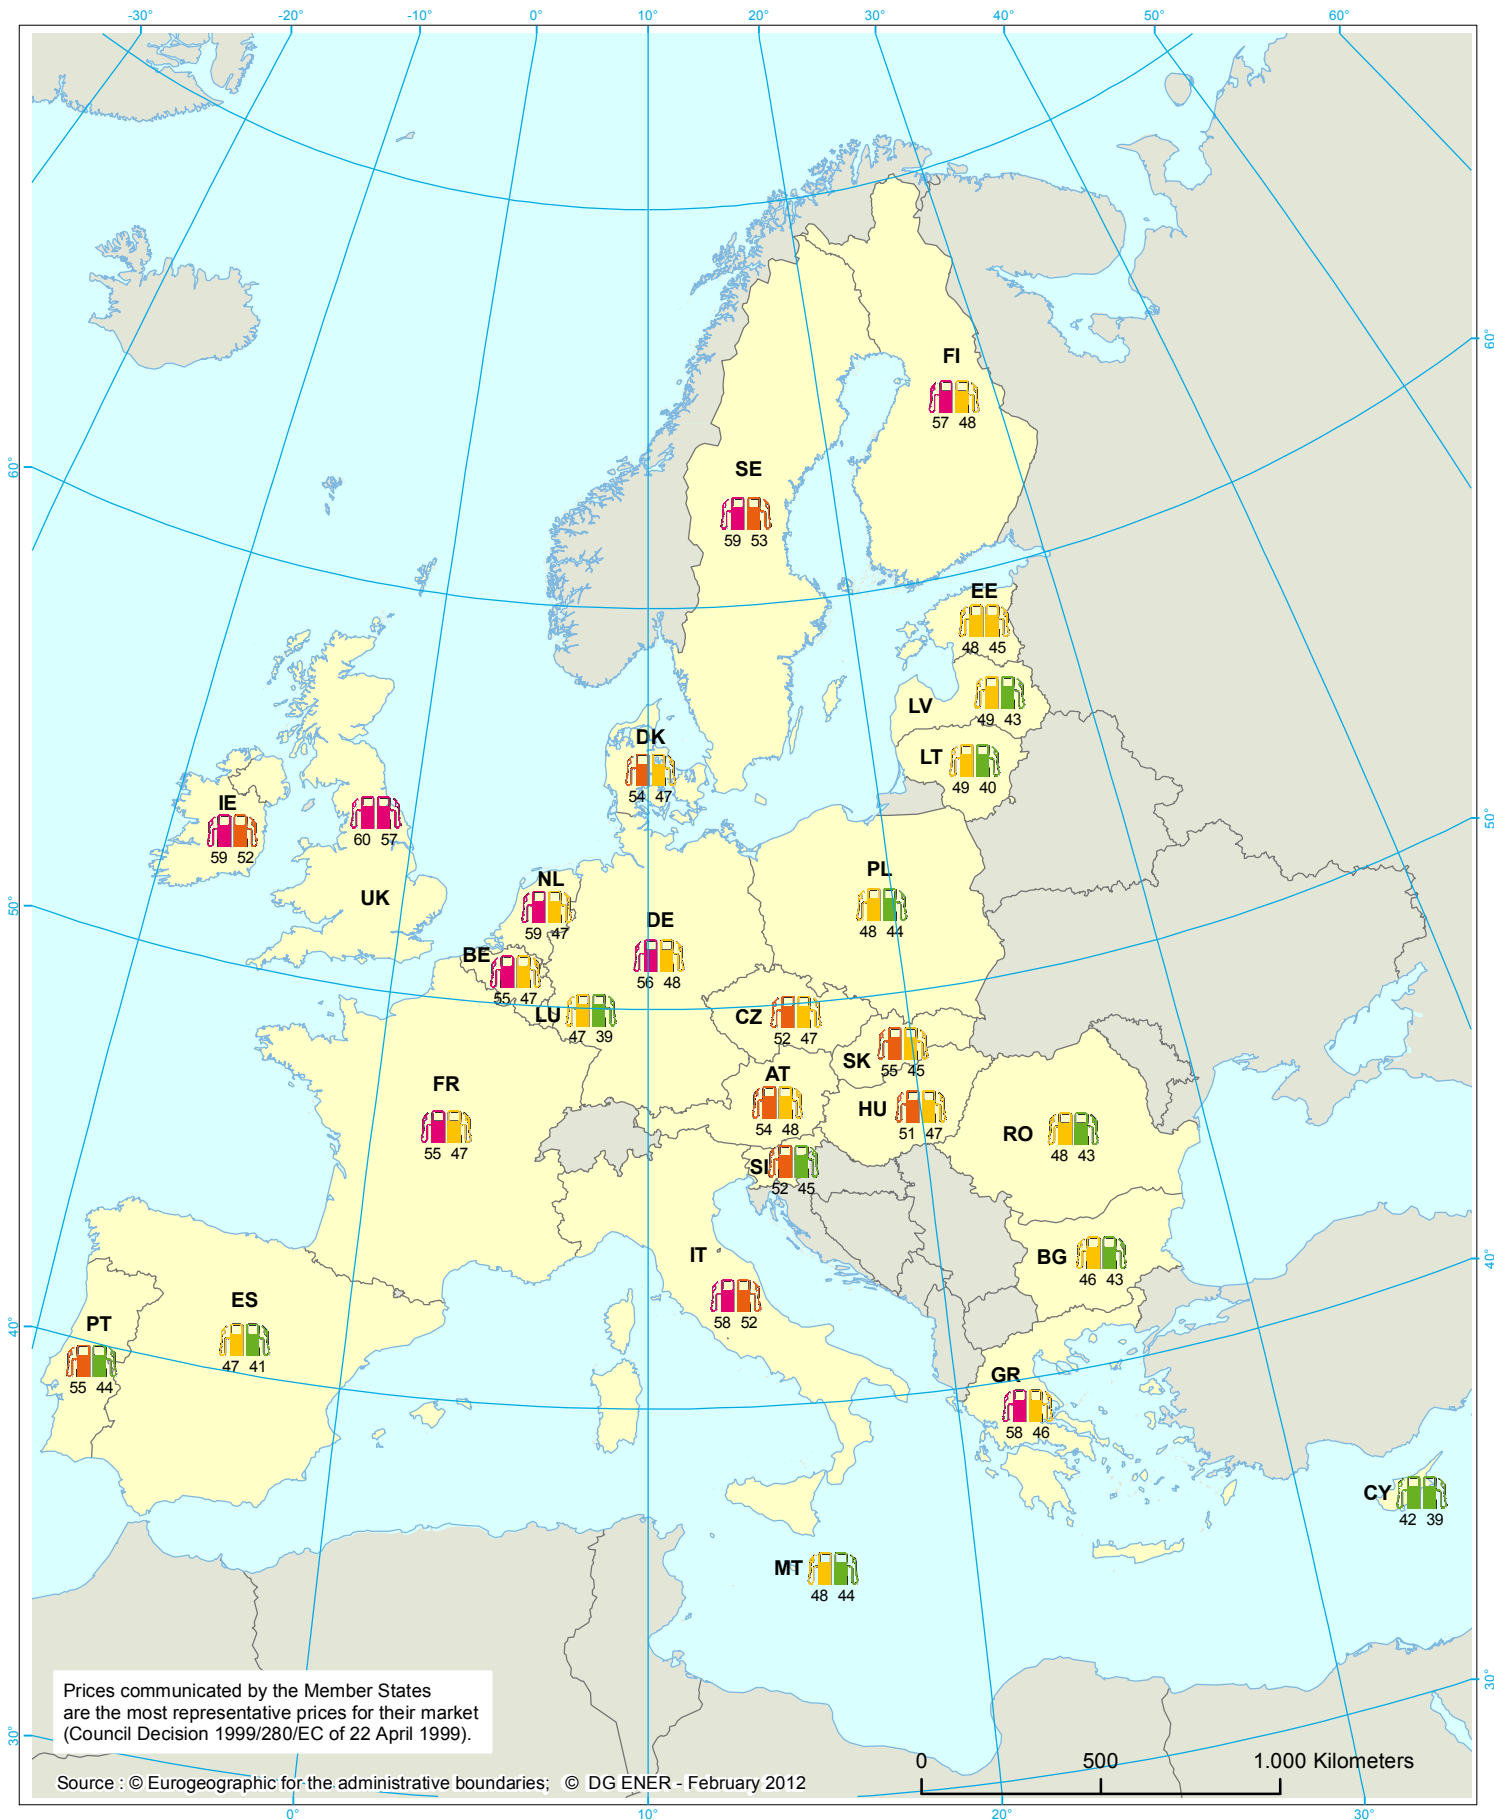 -30° -20° -10° 0° 10° 20° 30° 40° 50° 60°
FI
57 48
60°
60°
SE
59 53
EE
48 45
LV
49 43
LT
49 40
DK
54 47
IE
59 52
60 57
UK
50°
50°
NL
59 47
PL
48 44
DE
56 48
BE
55 47
LU
47 39
CZ
52 47
SK
55 45
AT
54 48
HU
51 47
FR
55 47
RO
48 43
SI
52 45
IT
58 52
BG
46 43
40°
40°
ES
47 41
PT
55 44
GR
58 46
CY
42 39
MT
48 44
30°
30°
Prices communicated by the Member States
are the most representative prices for their market
(Council Decision 1999/280/EC of 22 April 1999).
0 500 1.000 Kilometers
Source : © Eurogeographic for the administrative boundaries; © DG ENER - February 2012
0° 10° 20° 30°